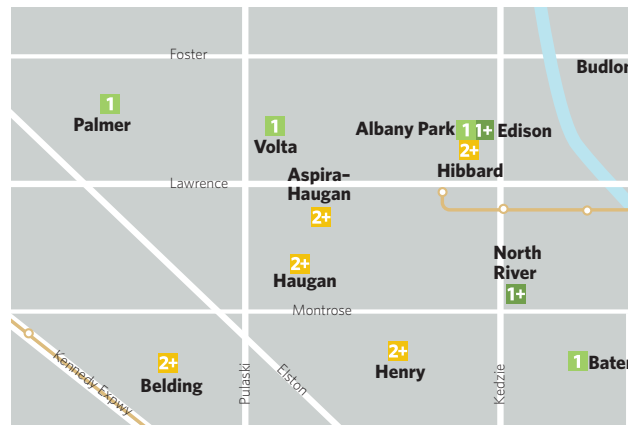 Foster
Budlon
1
Palmer
1
Volta
Albany Park 1 1+ Edison
2+
Hibbard
Lawrence
Aspira–
Haugan
2+
North
River
1+
2+
Haugan
Montrose
2+
Belding
2+
Henry
1 Bate
Kennedy Expwy
Pulaski
Elston
Kedzie